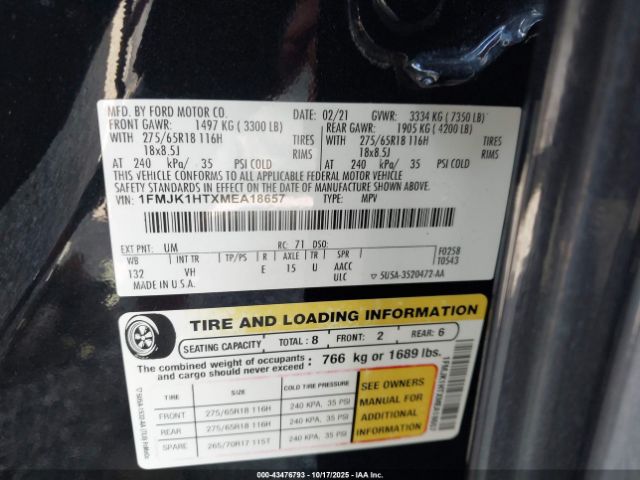 MFD. BY FORD MOTOR CO.
DATE: 02/21 GVWR: 3334 KG ( 7350 LB)
FRONT GAWR: 1497 KG ( 3300 LB) REAR GAWR: 1905 KG ( 4200 LB)
WITH 275/65R18 116H TIRES WITH 275/65R18 116H TIRES
18x8.5J RIMS 18x8.5J RIMS
AT 240 kPa/ 35 PSI COLD AT 240 kPa/ 35 PSI COLD
THIS VEHICLE CONFORMS TO ALL APPLICABLE FEDERAL MOTOR VEHICLE
SAFETY STANDARDS IN EFFECT ON THE DATE OF MANUFACTURE SHOWN ABOVE.
VIN: 1FMJK1HTXMEA18657 TYPE: MPV
EXT PNT: UM RC: 71 DSO: F0258
WB INT TR TP/PS R AXLE TR SPR T0543
132 VH E 15 U AACC
MADE IN U.S.A. ULC 5U5A-3520472-AA
TIRE AND LOADING INFORMATION
SEATING CAPACITY TOTAL : 8 FRONT: 2 REAR: 6
The combined weight of occupants and cargo should never exceed : 766 kg or 1689 lbs.
TIRE SIZE COLD TIRE PRESSURE
FRONT 275/65R18 116H 240 KPA, 35 PSI
REAR 275/65R18 116H 240 KPA, 35 PSI
SPARE 265/70R17 115T 240 KPA, 35 PSI
SEE OWNERS
MANUAL FOR
ADDITIONAL
INFORMATION
1FMJK1HTXMEA18657
Owner: 43476793 - 10/17/2025 - IAAI.com